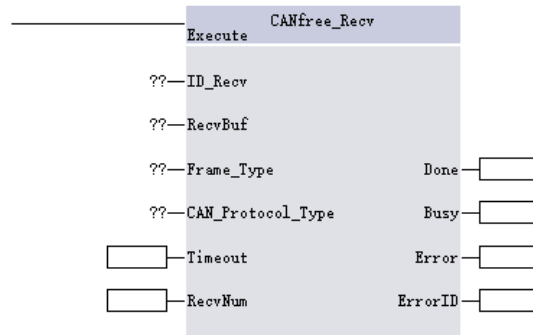 CANfree_Recv
Execute
??ID_Recv
??RecvBuf
??Frame_Type Done
??CAN_Protocol_Type Busy
Timeout Error
RecvNum ErrorID